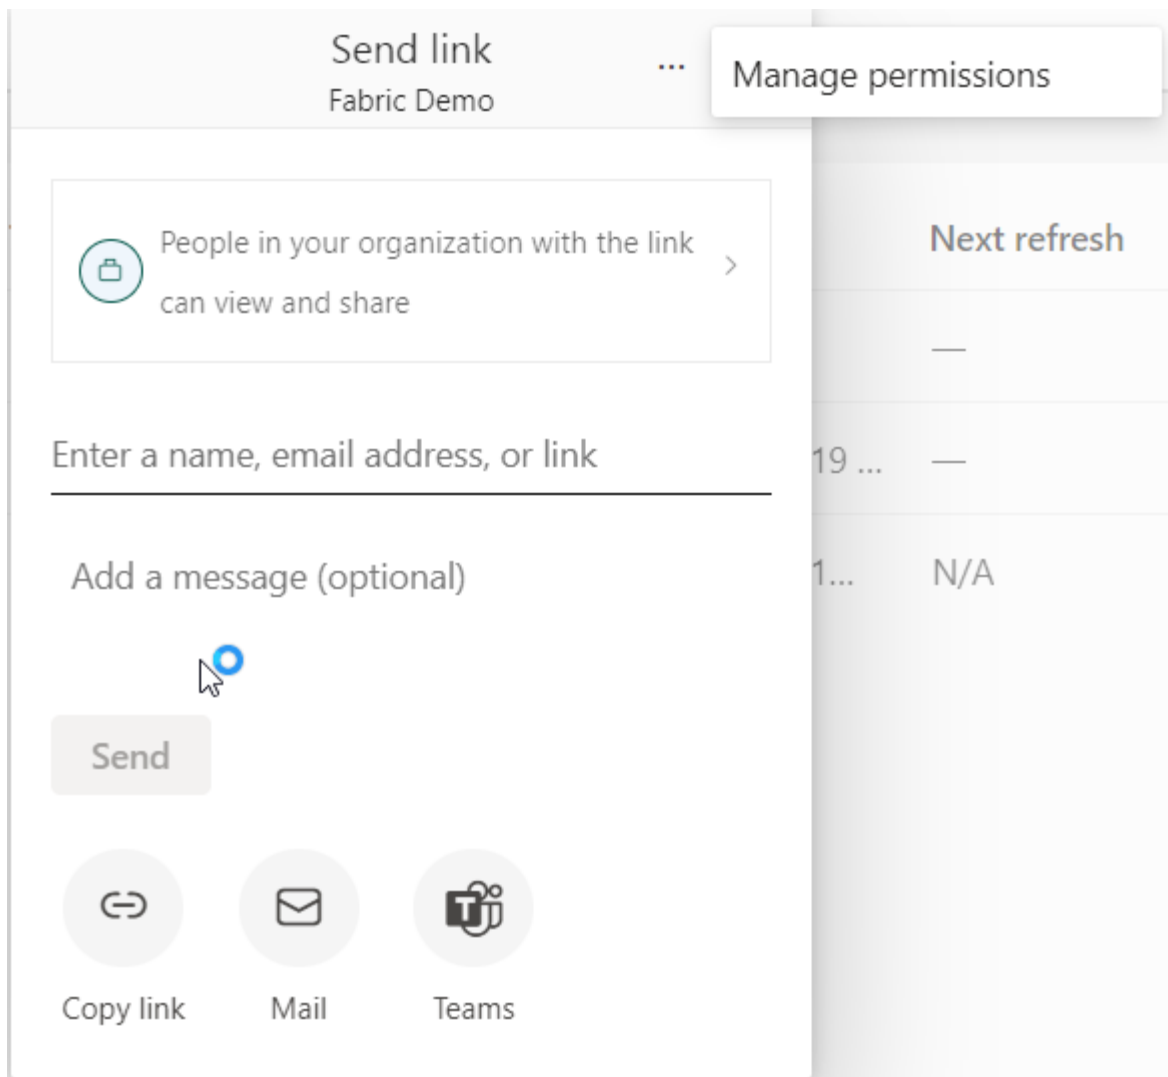 Send link
...
Manage permissions
Fabric Demo
People in your organization with the link
can view and share
Next refresh
—
Enter a name, email address, or link
19 ...
—
Add a message (optional)
1...
N/A
Send
Copy link
Mail
Teams